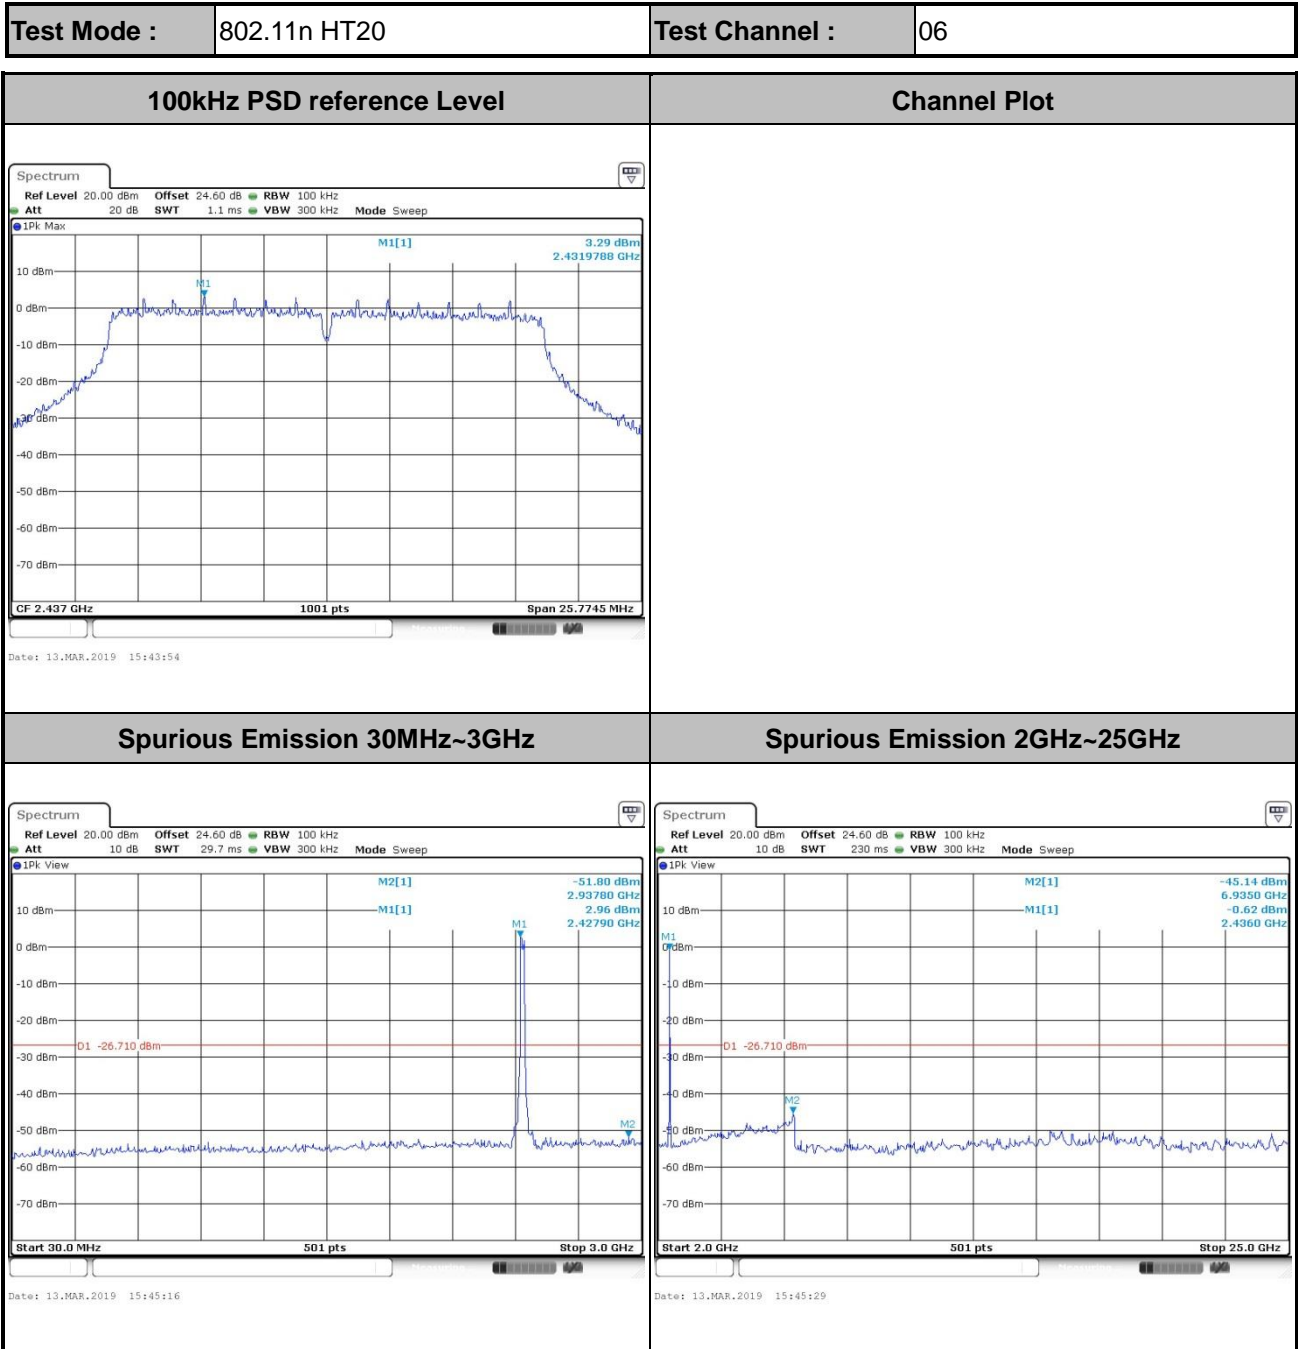 Test Mode : 802.11n HT20 Test Channel : 06
100kHz PSD reference Level Channel Plot
Spectrum
Ref Level 20.00 dBm Offset 24.60 dB RBW 100 kHz
Att 20 dB SWT 1.1 ms VBW 300 kHz Mode Sweep
1Pk Max
M1[1] 3.29 dBm
2.4319788 GHz
10 dBm
M1
0 dBm
-10 dBm
-20 dBm
-30 dBm
-40 dBm
-50 dBm
-60 dBm
-70 dBm
CF 2.437 GHz 1001 pts Span 25.7745 MHz
Date: 13.MAR.2019 15:43:54
Spurious Emission 30MHz~3GHz Spurious Emission 2GHz~25GHz
Spectrum
Ref Level 20.00 dBm Offset 24.60 dB RBW 100 kHz
Att 10 dB SWT 29.7 ms VBW 300 kHz Mode Sweep
1Pk View
M2[1] -51.80 dBm
2.93780 GHz
10 dBm M1[1] 2.96 dBm
M1 2.42790 GHz
0 dBm
-10 dBm
-20 dBm
D1 -26.710 dBm
-30 dBm
-40 dBm
M2
-50 dBm
-60 dBm
-70 dBm
Start 30.0 MHz 501 pts Stop 3.0 GHz
Measuring...
Date: 13.MAR.2019 15:45:16
Spectrum
Ref Level 20.00 dBm Offset 24.60 dB RBW 100 kHz
Att 10 dB SWT 230 ms VBW 300 kHz Mode Sweep
1Pk View
M2[1] -45.14 dBm
6.9350 GHz
10 dBm M1[1] -0.62 dBm
2.4360 GHz
M1
0 dBm
-10 dBm
-20 dBm
D1 -26.710 dBm
-30 dBm
-40 dBm
M2
-50 dBm
-60 dBm
-70 dBm
Start 2.0 GHz 501 pts Stop 25.0 GHz
Date: 13.MAR.2019 15:45:29